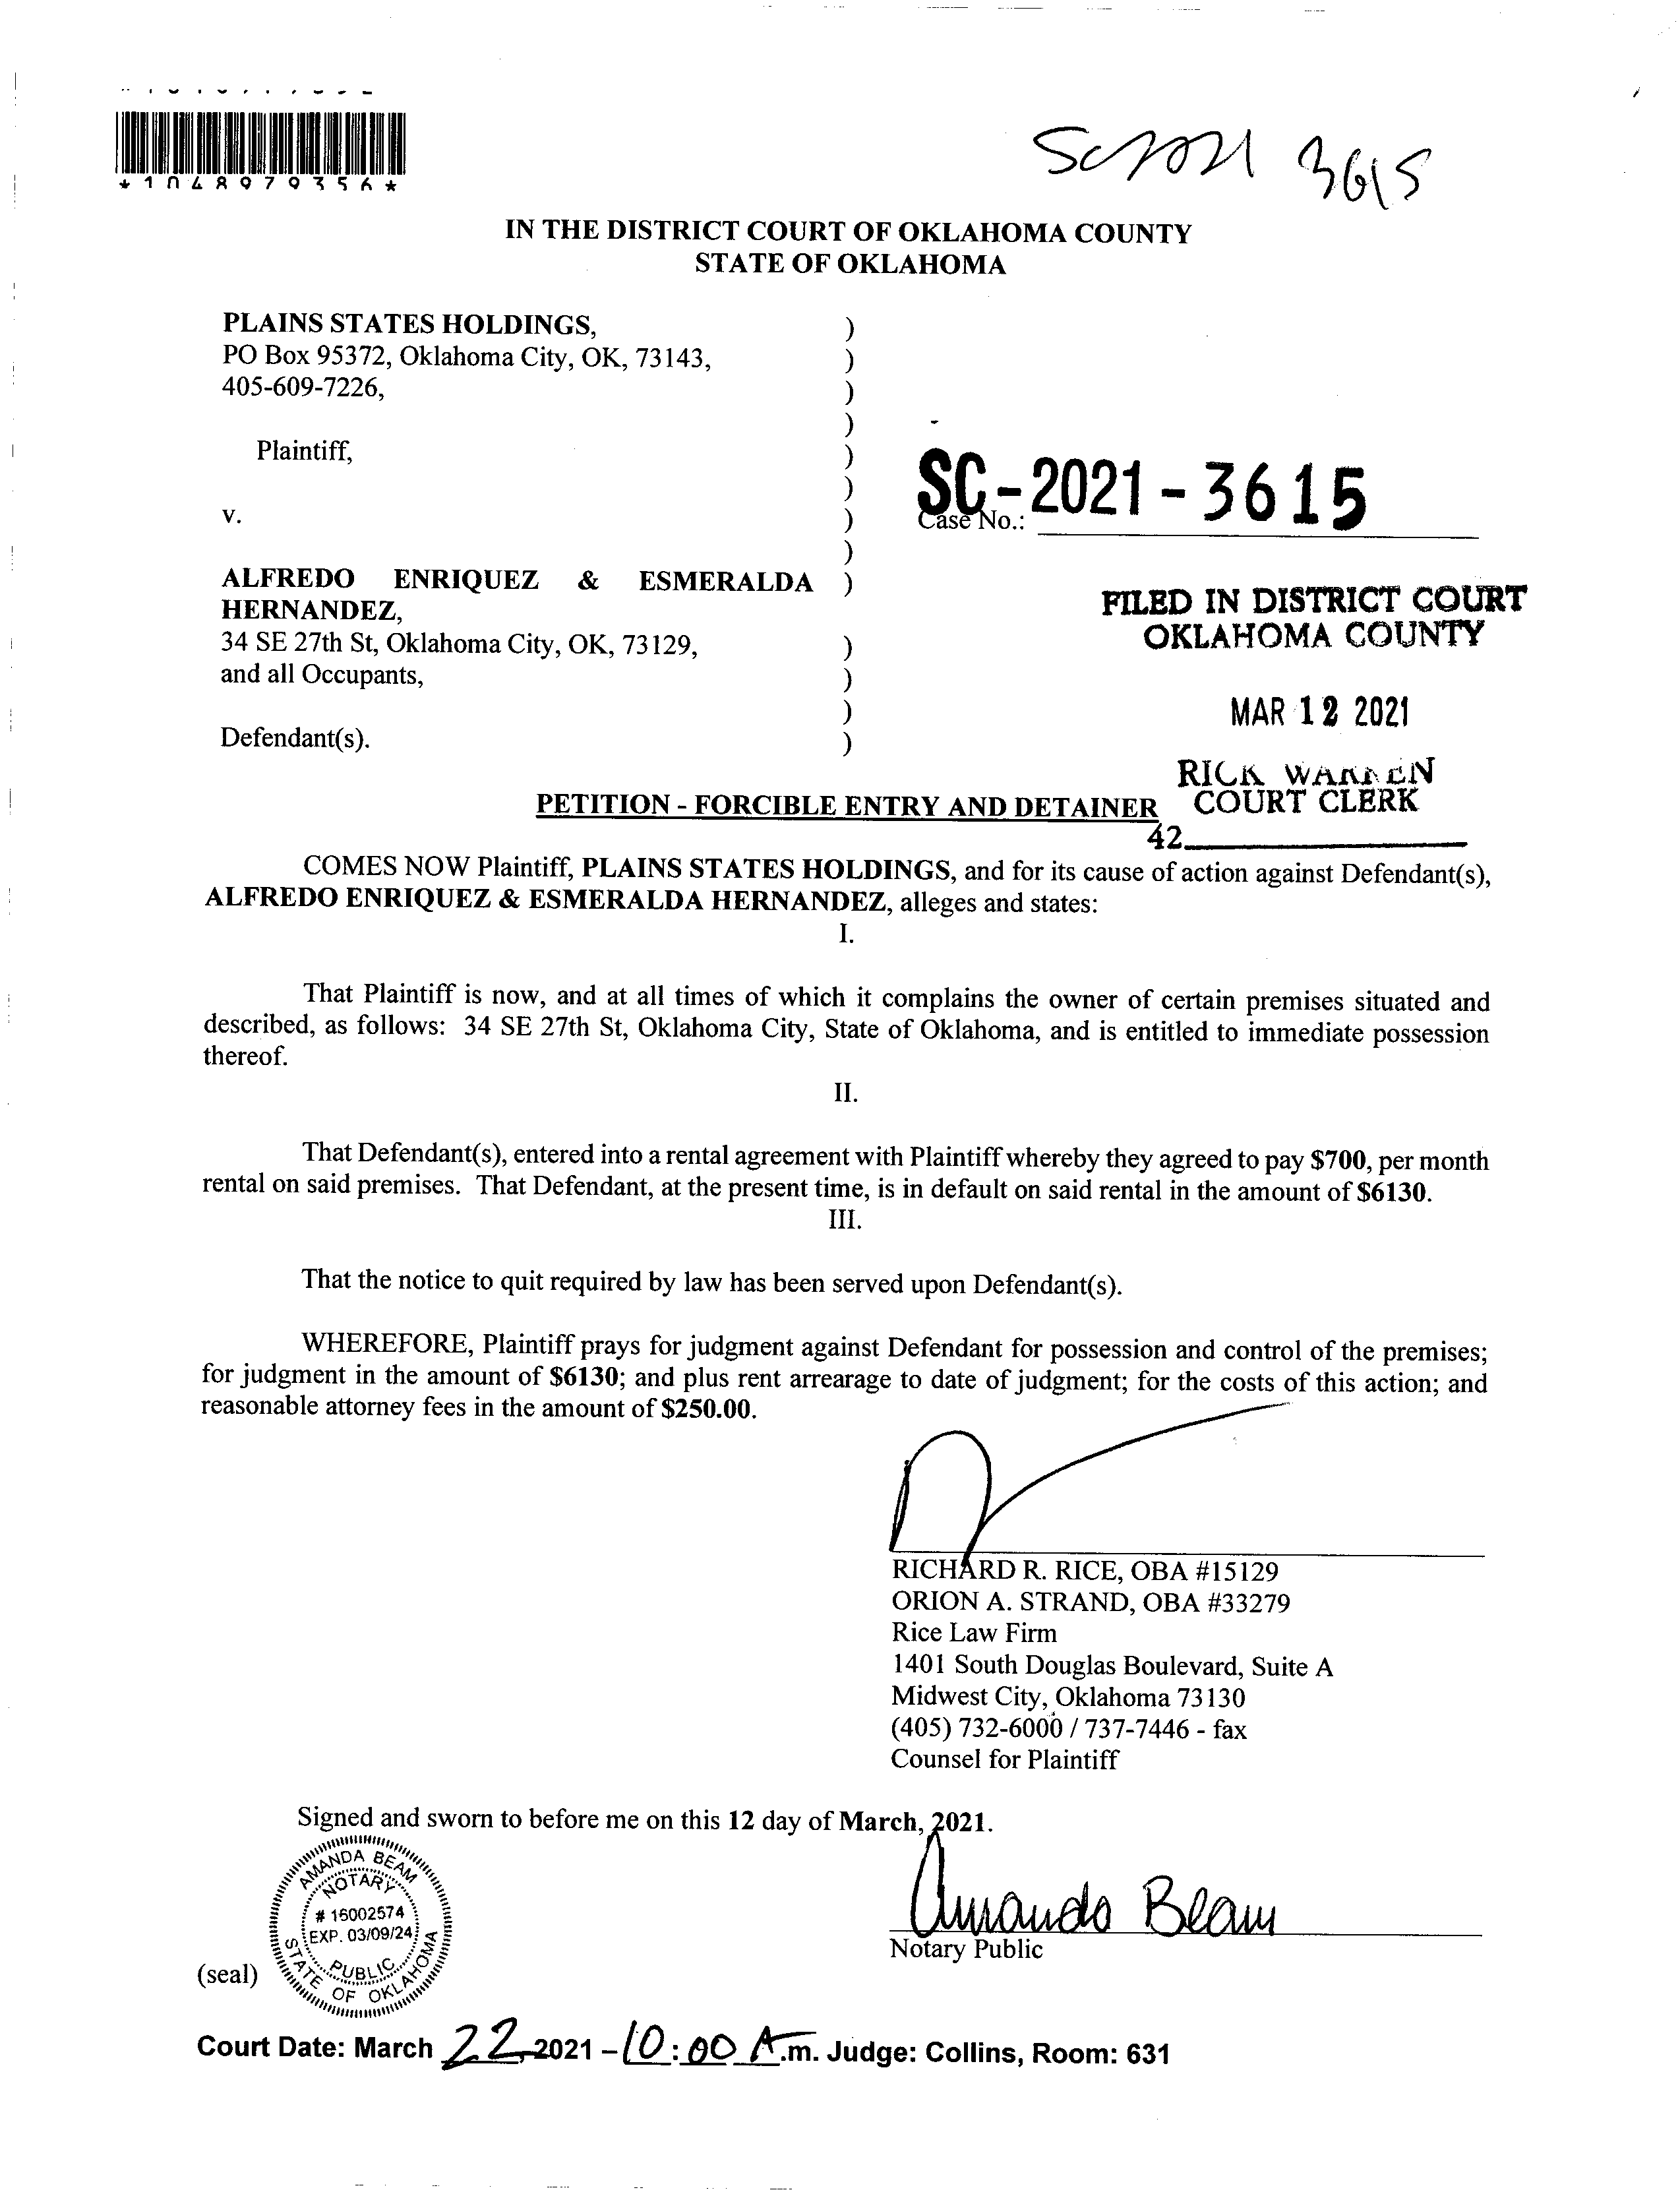 *1048979356*
SC2021 3615
IN THE DISTRICT COURT OF OKLAHOMA COUNTY
STATE OF OKLAHOMA
PLAINS STATES HOLDINGS, )
PO Box 95372, Oklahoma City, OK, 73143, )
405-609-7226, )
)
Plaintiff, )
)
v. )
SC-2021-3615
Case No.:
)
ALFREDO ENRIQUEZ & ESMERALDA )
HERNANDEZ,
34 SE 27th St, Oklahoma City, OK, 73129, )
and all Occupants, )
)
Defendant(s). )
FILED IN DISTRICT COURT
OKLAHOMA COUNTY
MAR 12 2021
RICK WARREN
COURT CLERK
42
PETITION - FORCIBLE ENTRY AND DETAINER
COMES NOW Plaintiff, PLAINS STATES HOLDINGS, and for its cause of action against Defendant(s),
ALFREDO ENRIQUEZ & ESMERALDA HERNANDEZ, alleges and states:
I.
That Plaintiff is now, and at all times of which it complains the owner of certain premises situated and
described, as follows: 34 SE 27th St, Oklahoma City, State of Oklahoma, and is entitled to immediate possession
thereof.
II.
That Defendant(s), entered into a rental agreement with Plaintiff whereby they agreed to pay $700, per month
rental on said premises. That Defendant, at the present time, is in default on said rental in the amount of $6130.
III.
That the notice to quit required by law has been served upon Defendant(s).
WHEREFORE, Plaintiff prays for judgment against Defendant for possession and control of the premises;
for judgment in the amount of $6130; and plus rent arrearage to date of judgment; for the costs of this action; and
reasonable attorney fees in the amount of $250.00.
RICHARD R. RICE, OBA #15129
ORION A. STRAND, OBA #33279
Rice Law Firm
1401 South Douglas Boulevard, Suite A
Midwest City, Oklahoma 73130
(405) 732-6000 / 737-7446 - fax
Counsel for Plaintiff
Signed and sworn to before me on this 12 day of March, 2021.
AMANDA BEAM
NOTARY
# 16002574
EXP. 03/09/24
PUBLIC
STATE OF OKLAHOMA
Amanda Beam
Notary Public
(seal)
Court Date: March 22, 2021 – 10:00 A.m. Judge: Collins, Room: 631